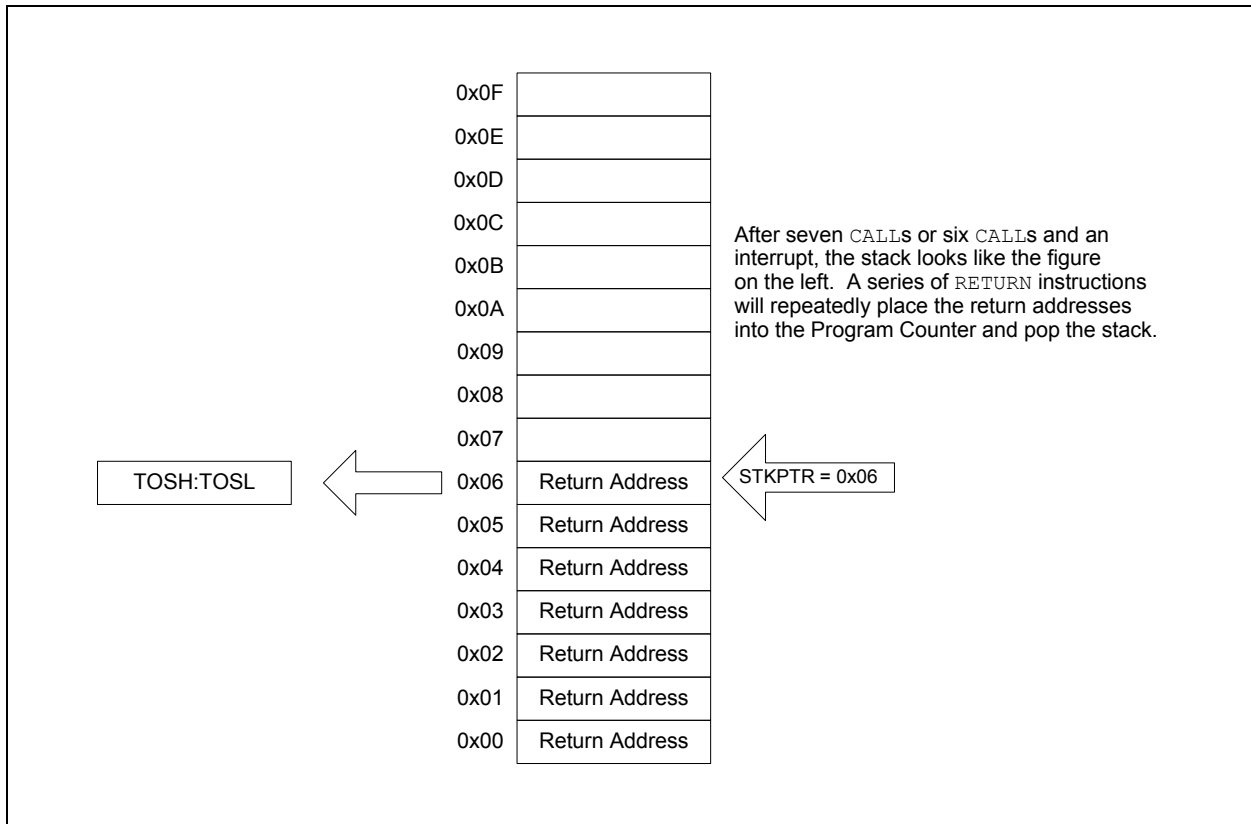 0x0F
0x0E
0x0D
0x0C
0x0B
0x0A
0x09
0x08
0x07
0x06 Return Address
0x05 Return Address
0x04 Return Address
0x03 Return Address
0x02 Return Address
0x01 Return Address
0x00 Return Address
TOSH:TOSL
STKPTR = 0x06
After seven CALLs or six CALLs and an
interrupt, the stack looks like the figure
on the left. A series of RETURN instructions
will repeatedly place the return addresses
into the Program Counter and pop the stack.